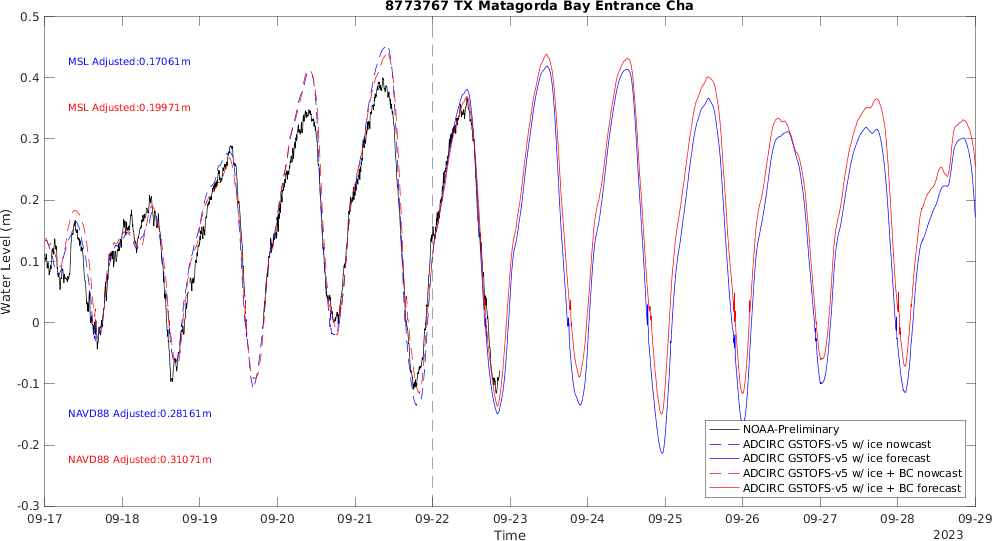 8773767 TX Matagorda Bay Entrance Cha
0.5
0.4
0.3
0.2
0.1
0
-0.1
-0.2
-0.3
Water Level (m)
MSL Adjusted:0.17061m
MSL Adjusted:0.19971m
NAVD88 Adjusted:0.28161m
NAVD88 Adjusted:0.31071m
NOAA-Preliminary
ADCIRC GSTOFS-v5 w/ ice nowcast
ADCIRC GSTOFS-v5 w/ ice forecast
ADCIRC GSTOFS-v5 w/ ice + BC nowcast
ADCIRC GSTOFS-v5 w/ ice + BC forecast
09-17 09-18 09-19 09-20 09-21 09-22 09-23 09-24 09-25 09-26 09-27 09-28 09-29
Time
2023